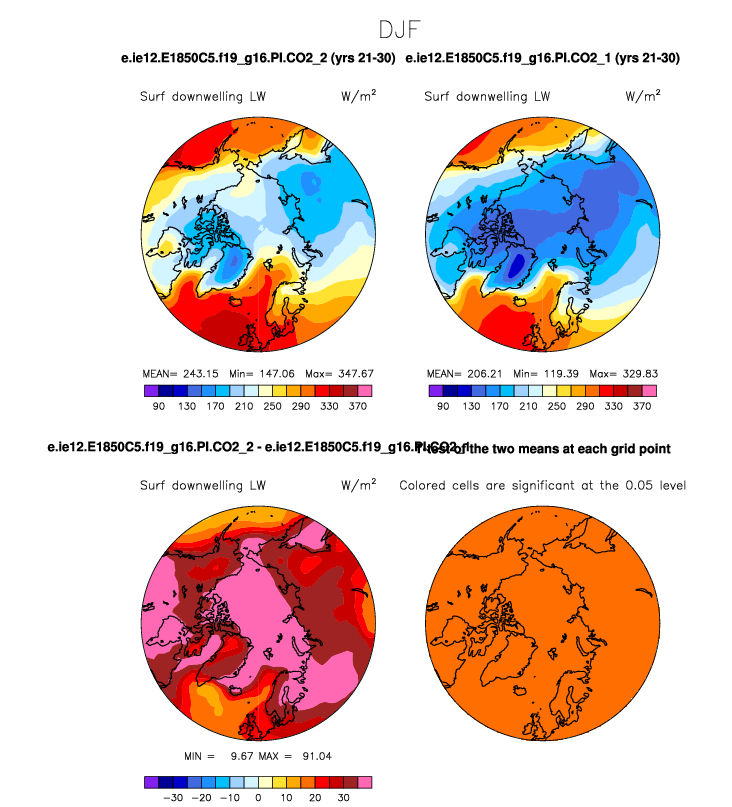 DJF
e.ie12.E1850C5.f19_g16.PI.CO2_2 (yrs 21-30) e.ie12.E1850C5.f19_g16.PI.CO2_1 (yrs 21-30)
Surf downwelling LW W/m²
Surf downwelling LW W/m²
MEAN= 243.15 Min= 147.06 Max= 347.67
MEAN= 206.21 Min= 119.39 Max= 329.83
90 130 170 210 250 290 330 370
90 130 170 210 250 290 330 370
e.ie12.E1850C5.f19_g16.PI.CO2_2 - e.ie12.E1850C5.f19_g16.PI.CO2_1
T-test of the two means at each grid point
Surf downwelling LW W/m²
Colored cells are significant at the 0.05 level
MIN = 9.67 MAX = 91.04
-30 -20 -10 0 10 20 30